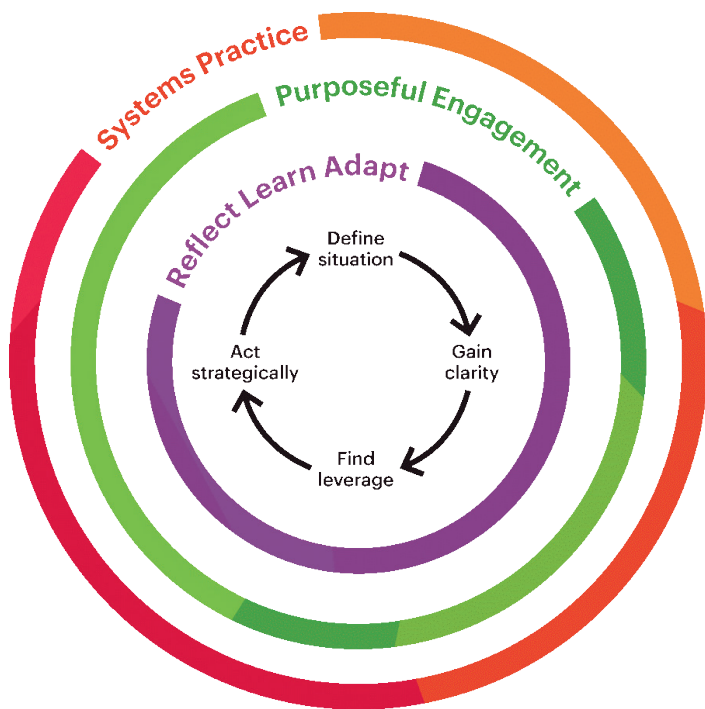 Systems Practice
Purposeful Engagement
Reflect Learn Adapt
Define
situation
Gain
clarity
Find
leverage
Act
strategically